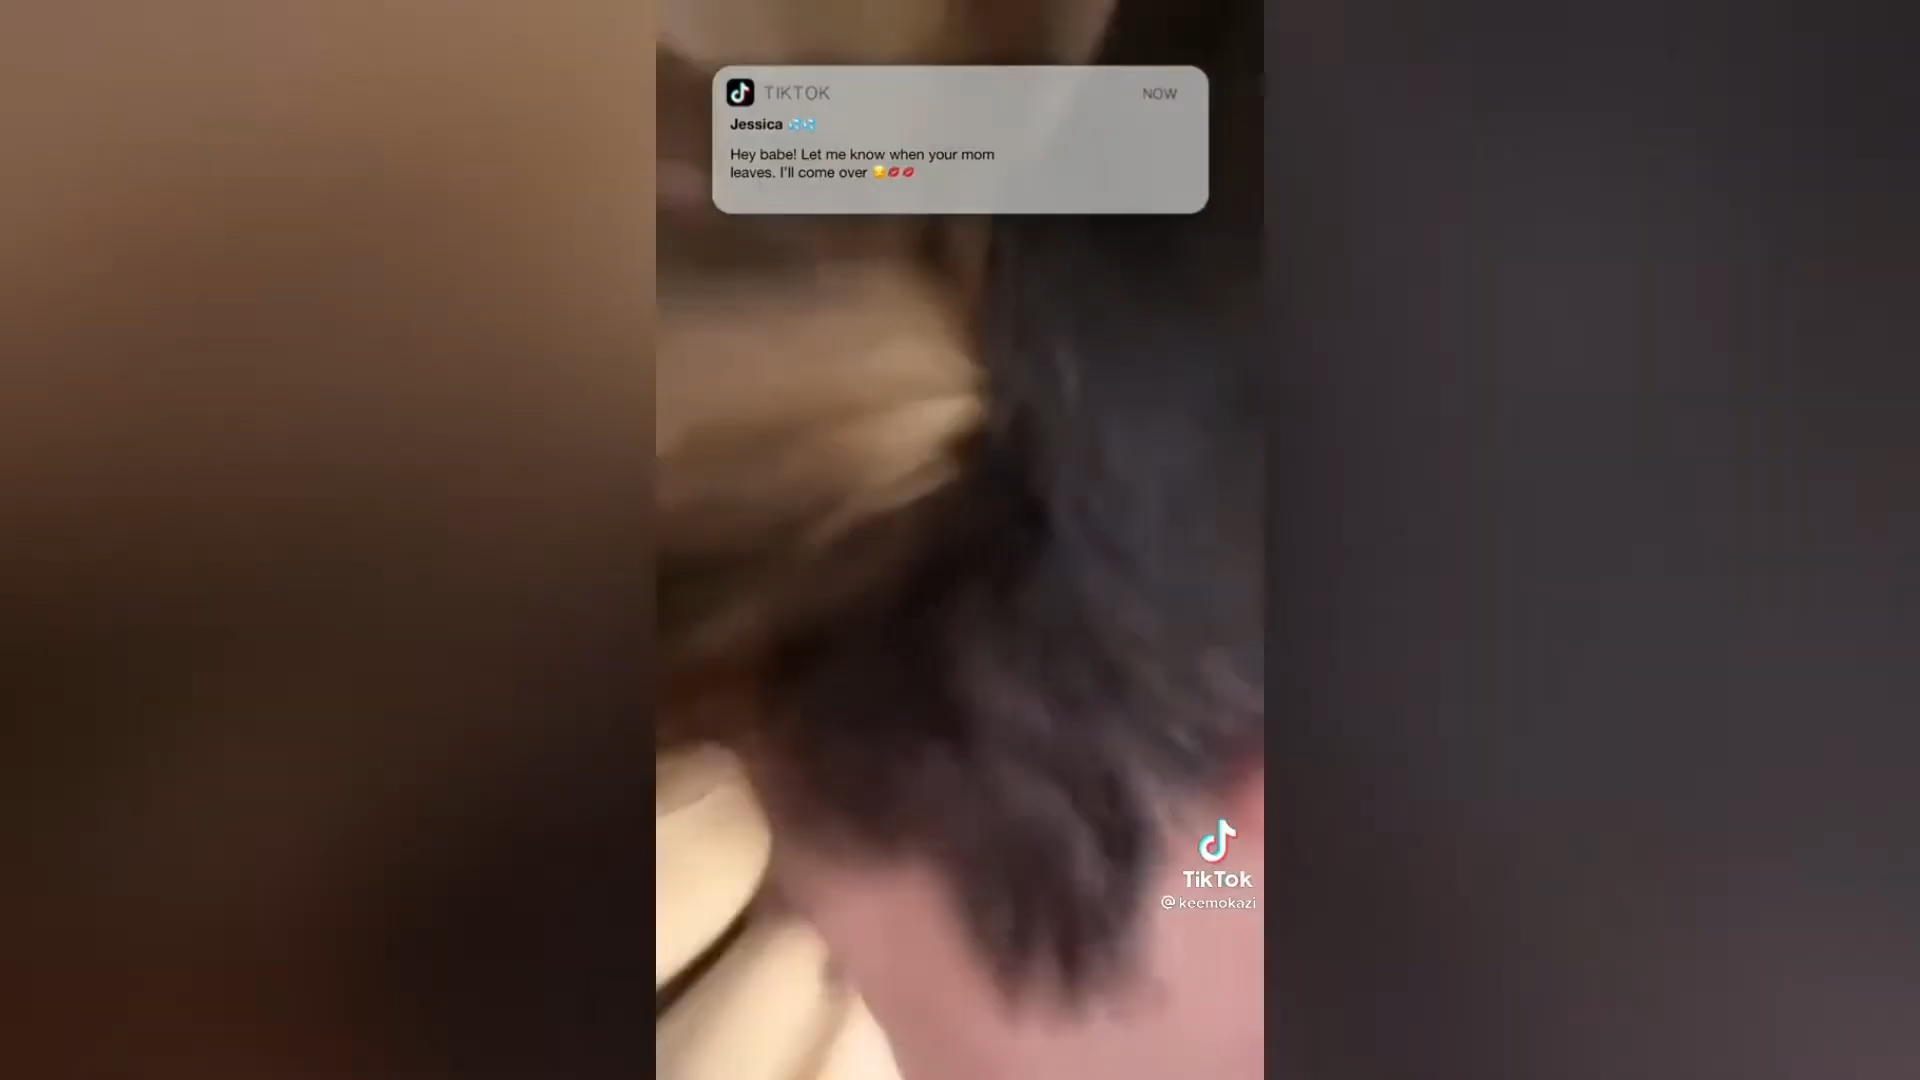 TIKTOK NOW
Jessica 💦💦
Hey babe! Let me know when your mom
leaves. I'll come over 😏💋💋
TikTok
@keemokazi